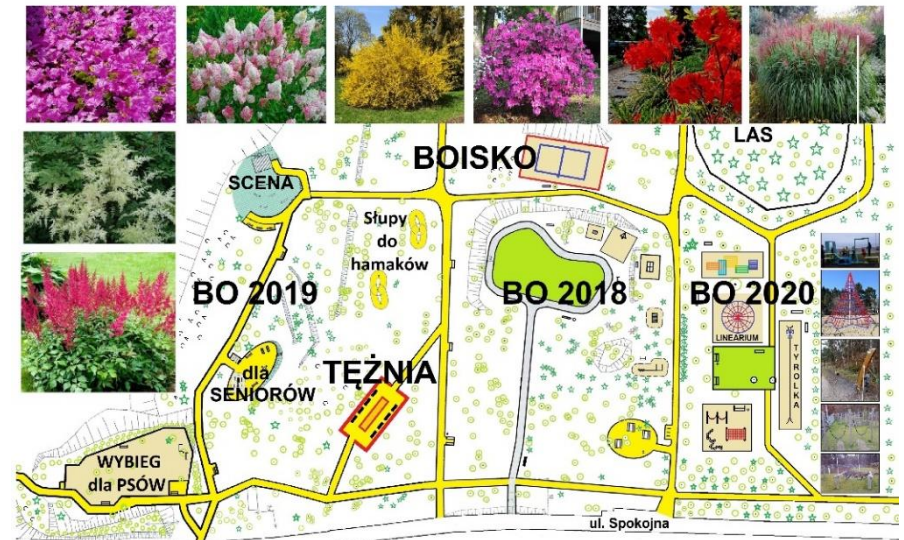 LAS
BOISKO
SCENA
Słupy
do
hamaków
BO 2019
BO 2018
BO 2020
LINEARIUM
TYROLKA
dla
SENIORÓW
TĘŻNIA
WYBIEG
dla PSÓW
ul. Spokojna